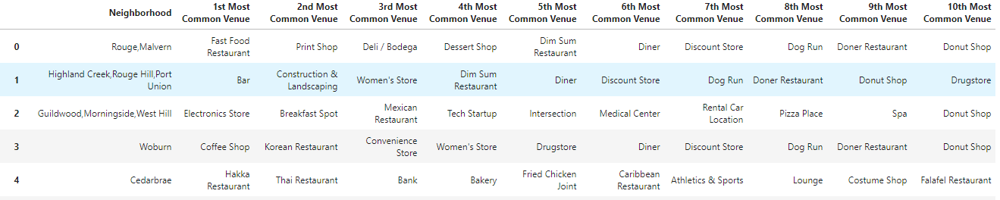 Neighborhood 1st Most Common Venue 2nd Most Common Venue 3rd Most Common Venue 4th Most Common Venue 5th Most Common Venue 6th Most Common Venue 7th Most Common Venue 8th Most Common Venue 9th Most Common Venue 10th Most Common Venue
0 Rouge,Malvern Fast Food Restaurant Print Shop Deli / Bodega Dessert Shop Dim Sum Restaurant Diner Discount Store Dog Run Doner Restaurant Donut Shop
1 Highland Creek,Rouge Hill,Port Union Bar Construction & Landscaping Women's Store Dim Sum Restaurant Diner Discount Store Dog Run Doner Restaurant Donut Shop Drugstore
2 Guildwood,Morningside,West Hill Electronics Store Breakfast Spot Mexican Restaurant Tech Startup Intersection Medical Center Rental Car Location Pizza Place Spa Donut Shop
3 Woburn Coffee Shop Korean Restaurant Convenience Store Women's Store Drugstore Diner Discount Store Dog Run Doner Restaurant Donut Shop
4 Cedarbrae Hakka Restaurant Thai Restaurant Bank Bakery Fried Chicken Joint Caribbean Restaurant Athletics & Sports Lounge Costume Shop Falafel Restaurant